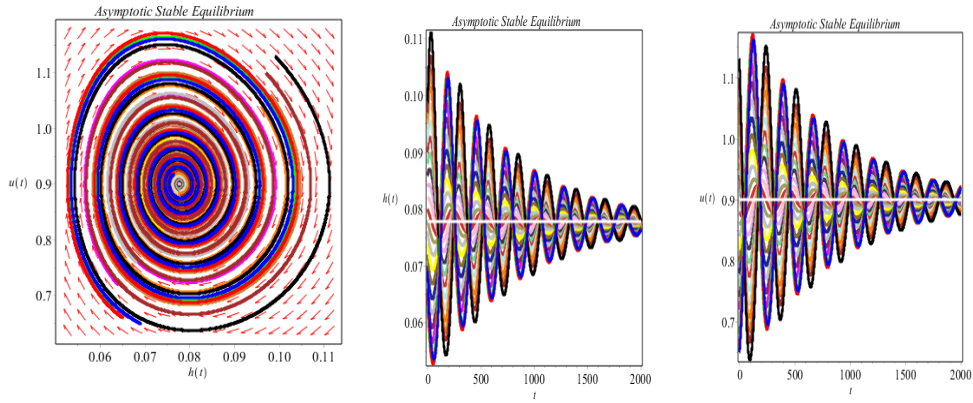 Asymptotic Stable Equilibrium
1.1
1.0
u(t) 0.9
0.8
0.7
0.06 0.07 0.08 0.09 0.10 0.11
h(t)
Asymptotic Stable Equilibrium
0.11
0.10
0.09
h(t)
0.08
0.07
0.06
0 500 1000 1500 2000
t
Asymptotic Stable Equilibrium
1.1
1.0
u(t) 0.9
0.8
0.7
0 500 1000 1500 2000
t